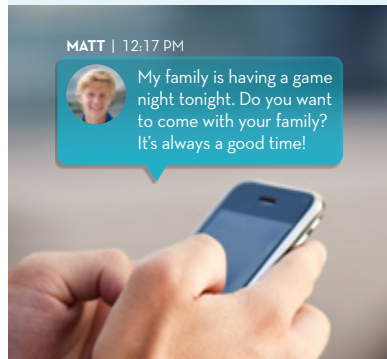 MATT | 12:17 PM
My family is having a game
night tonight. Do you want
to come with your family?
It's always a good time!